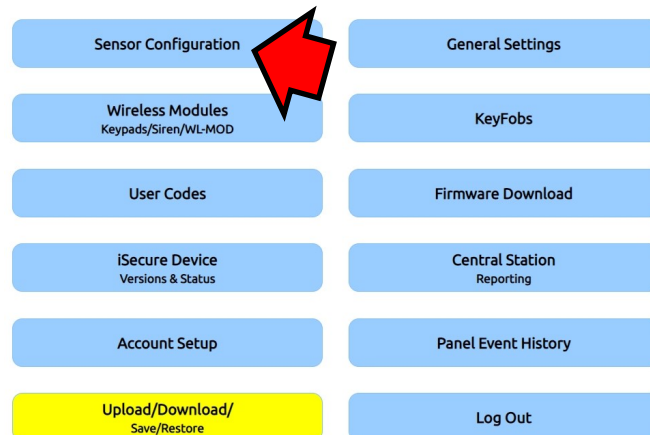 Sensor Configuration
General Settings
Wireless Modules
Keypads/Siren/WL-MOD
KeyFobs
User Codes
Firmware Download
iSecure Device
Versions & Status
Central Station
Reporting
Account Setup
Panel Event History
Upload/Download/
Save/Restore
Log Out